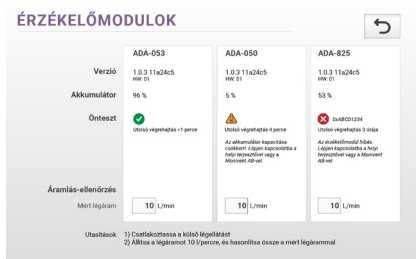 ÉRZÉKELŐMODULOK
ADA-053 ADA-050 ADA-825
Verzió 1.0.3 11a24c5 1.0.3 11a24c5 1.0.3 11a24c5
HW: 01 HW: 01 HW: 01
Akkumulátor 96 % 5 % 53 %
Önteszt 0xABCD1234
Utolsó végrehajtás <1 perce Utolsó végrehajtás 4 perce Utolsó végrehajtás 3 órája
Az akkumulátor kapacitása Az érzékelőmodul hibás.
csökkent. Lépjen kapcsolatba a Lépjen kapcsolatba a helyi
helyi terjesztővel vagy a terjesztővel vagy a Monivent
Monivent AB-vel. AB-vel.
Áramlás-ellenőrzés
Mért légáram 10 L/min 10 L/min 10 L/min
Utasítások 1) Csatlakoztassa a külső légellátást
2) Állítsa a légáramot 10 l/percre, és hasonlítsa össze a mért légárammal